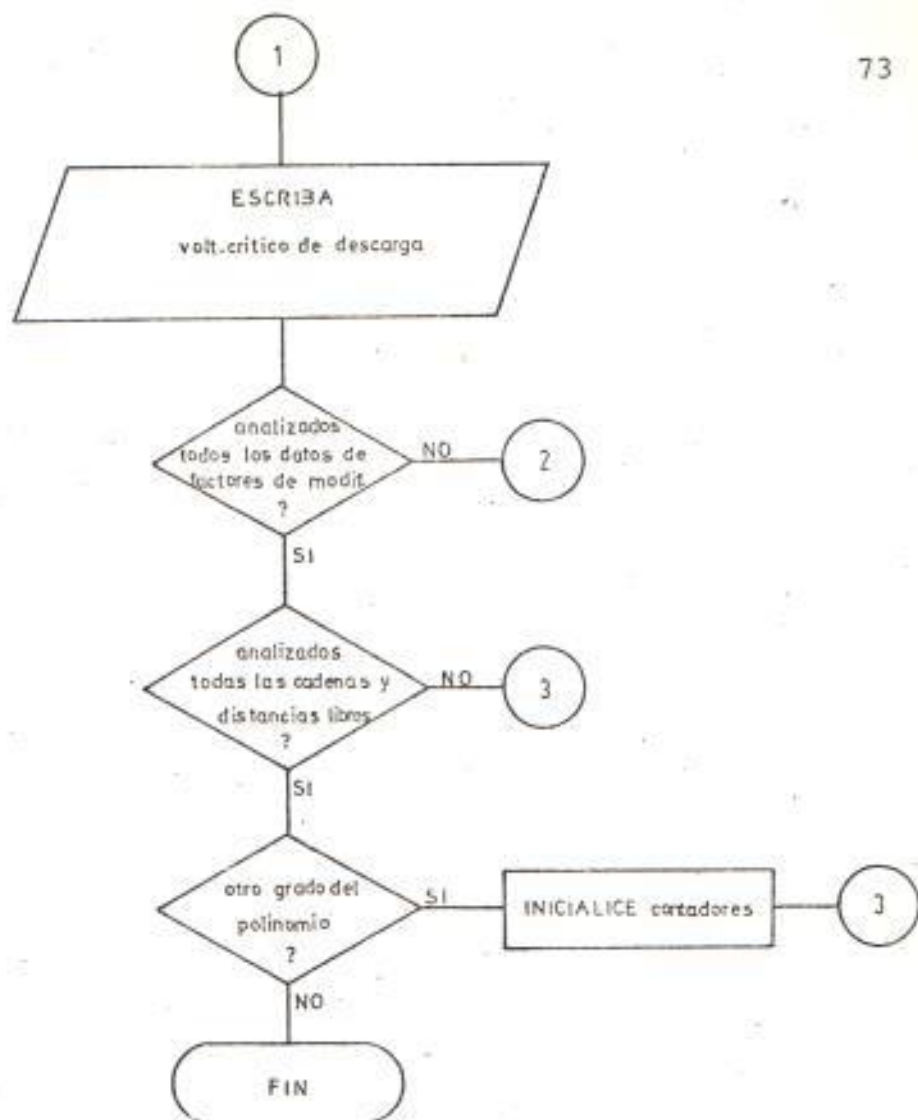 73
1
ESCRIBA
volt.critico de descarga
analizados
todos los datos de
factores de modif.
?
NO
2
SI
analizados
todas las cadenas y
distancias libres
?
NO
3
SI
otro grado del
polinomio
?
SI
INICIALICE contadores
3
NO
FIN